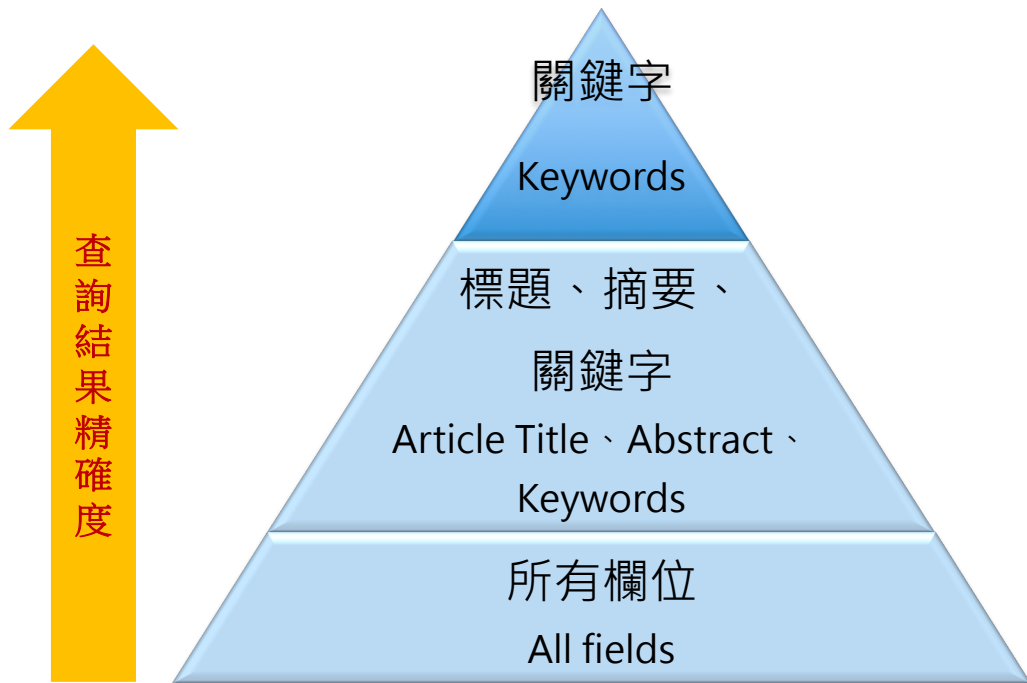 查詢結果精確度
關鍵字
Keywords
標題、摘要、
關鍵字
Article Title、Abstract、
Keywords
所有欄位
All fields